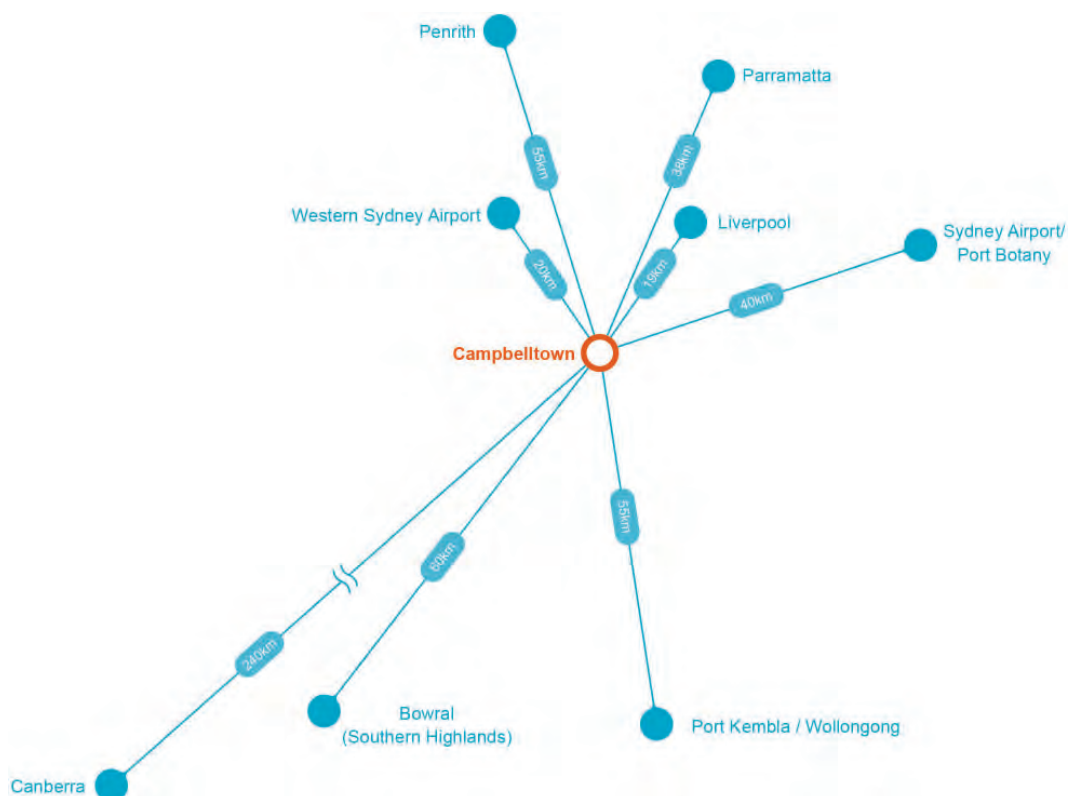 Penrith
Parramatta
55km
38km
Western Sydney Airport
Liverpool
Sydney Airport/
Port Botany
20km
19km
40km
Campbelltown
55km
80km
240km
Bowral
(Southern Highlands)
Port Kembla / Wollongong
Canberra